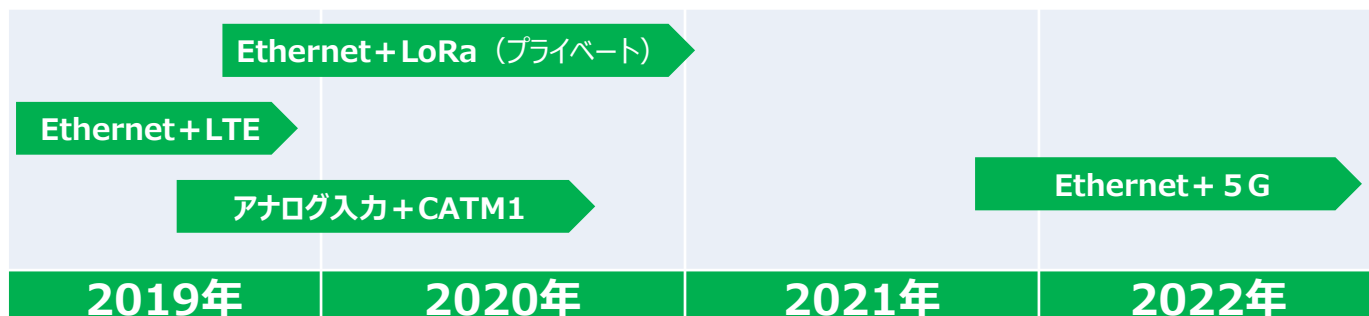 Ethernet+LoRa（プライベート）
Ethernet+LTE
アナログ入力+CATM1
Ethernet+５G
2019年
2020年
2021年
2022年